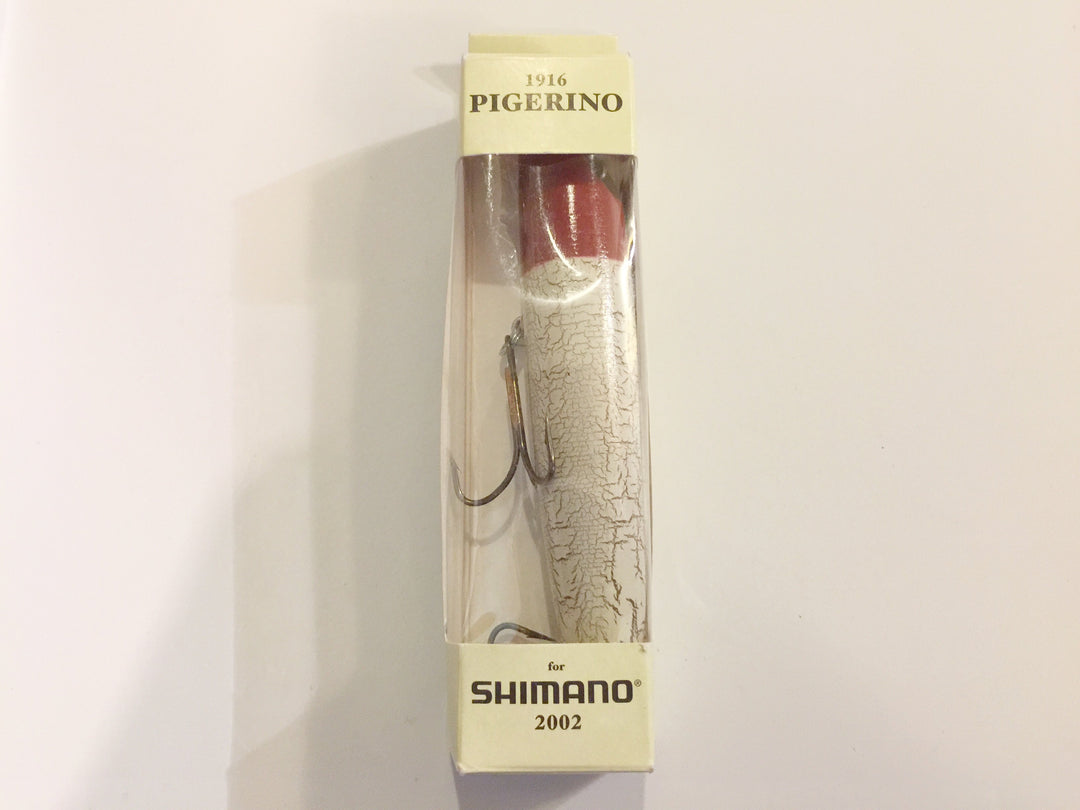 1916
PIGERINO
for
SHIMANO®
2002